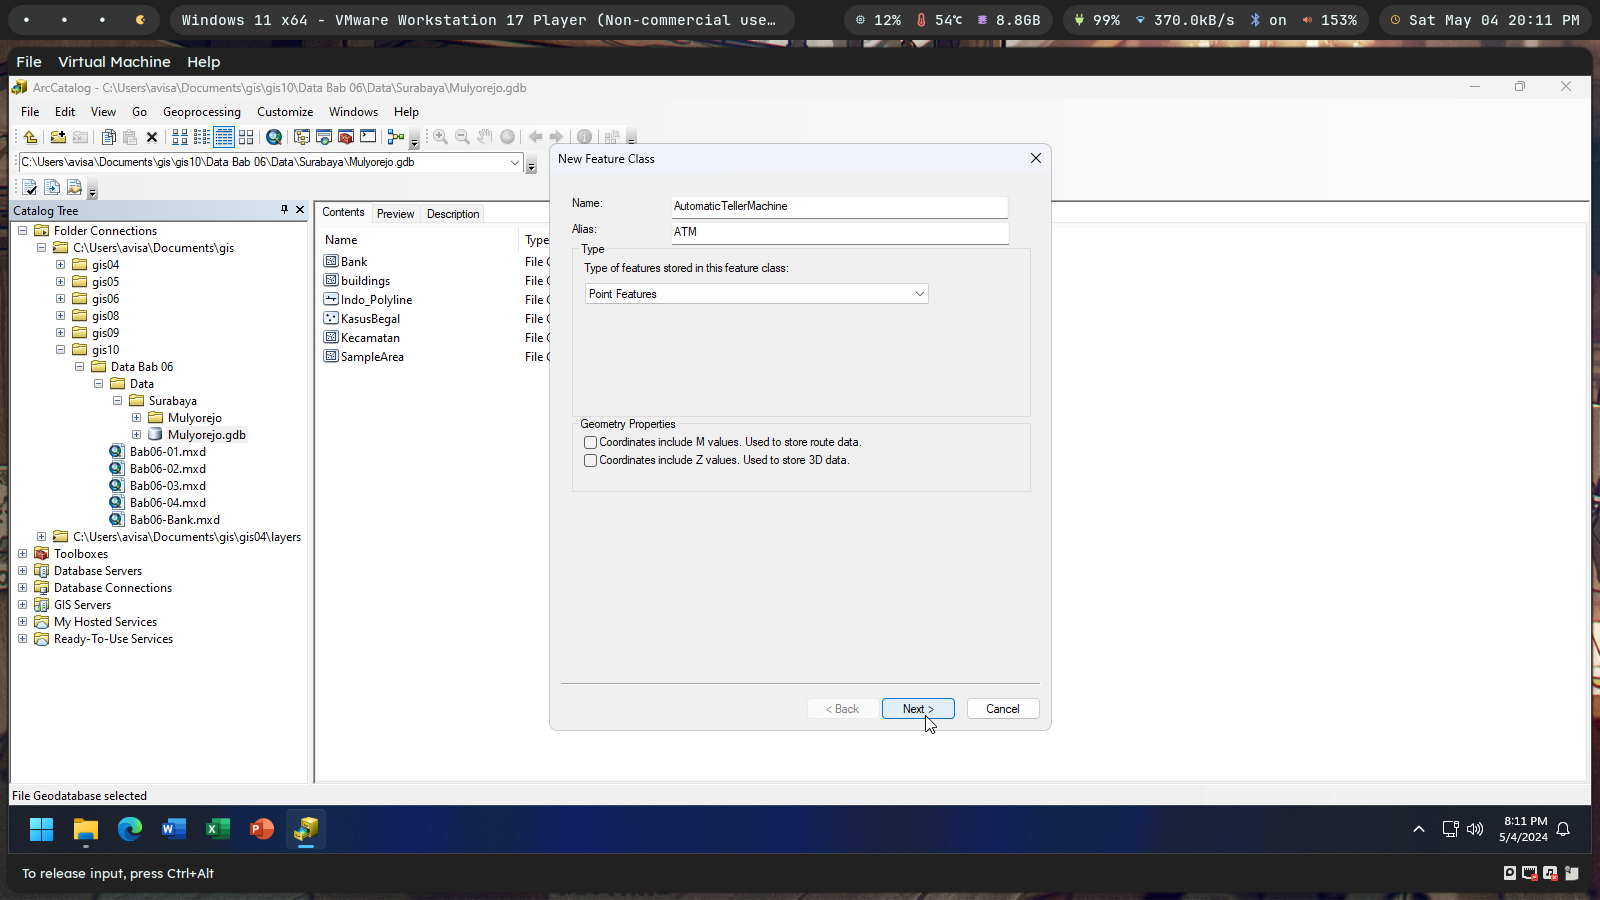 Windows 11 x64 - VMware Workstation 17 Player (Non-commercial use…
12%
54℃
8.8GB
99%
370.0kB/s
on
153%
Sat May 04 20:11 PM
File Virtual Machine Help
ArcCatalog - C:\Users\avisa\Documents\gis\gis10\Data Bab 06\Data\Surabaya\Mulyorejo.gdb
File Edit View Go Geoprocessing Customize Windows Help
C:\Users\avisa\Documents\gis\gis10\Data Bab 06\Data\Surabaya\Mulyorejo.gdb
Catalog Tree
Folder Connections
C:\Users\avisa\Documents\gis
gis04
gis05
gis06
gis08
gis09
gis10
Data Bab 06
Data
Surabaya
Mulyorejo
Mulyorejo.gdb
Bab06-01.mxd
Bab06-02.mxd
Bab06-03.mxd
Bab06-04.mxd
Bab06-Bank.mxd
C:\Users\avisa\Documents\gis\gis04\layers
Toolboxes
Database Servers
Database Connections
GIS Servers
My Hosted Services
Ready-To-Use Services
Contents Preview Description
Name Type
Bank File
buildings File
Indo_Polyline File
KasusBegal File
Kecamatan File
SampleArea File
New Feature Class
Name: AutomaticTellerMachine
Alias: ATM
Type
Type of features stored in this feature class:
Point Features
Geometry Properties
Coordinates include M values. Used to store route data.
Coordinates include Z values. Used to store 3D data.
< Back Next > Cancel
File Geodatabase selected
8:11 PM
5/4/2024
To release input, press Ctrl+Alt